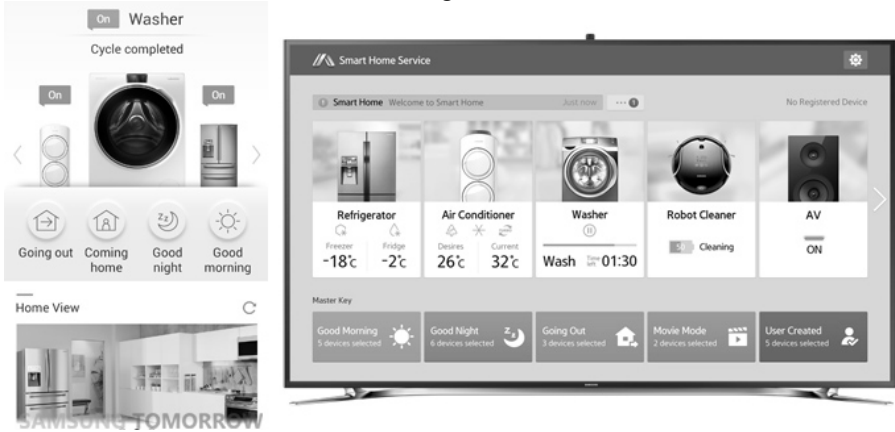 On Washer
Cycle completed
On
On
Going out
Coming home
Good night
Good morning
Home View
SAMSUNG TOMORROW
Smart Home Service
Smart Home Welcome to Smart Home Just now
No Registered Device
Refrigerator
Freezer Fridge
-18°c -2°c
Air Conditioner
Desires Current
26°c 32°c
Washer
Wash Time left 01:30
Robot Cleaner
Cleaning
AV
ON
Master Key
Good Morning
5 devices selected
Good Night
6 devices selected
Going Out
3 devices selected
Movie Mode
2 devices selected
User Created
5 devices selected